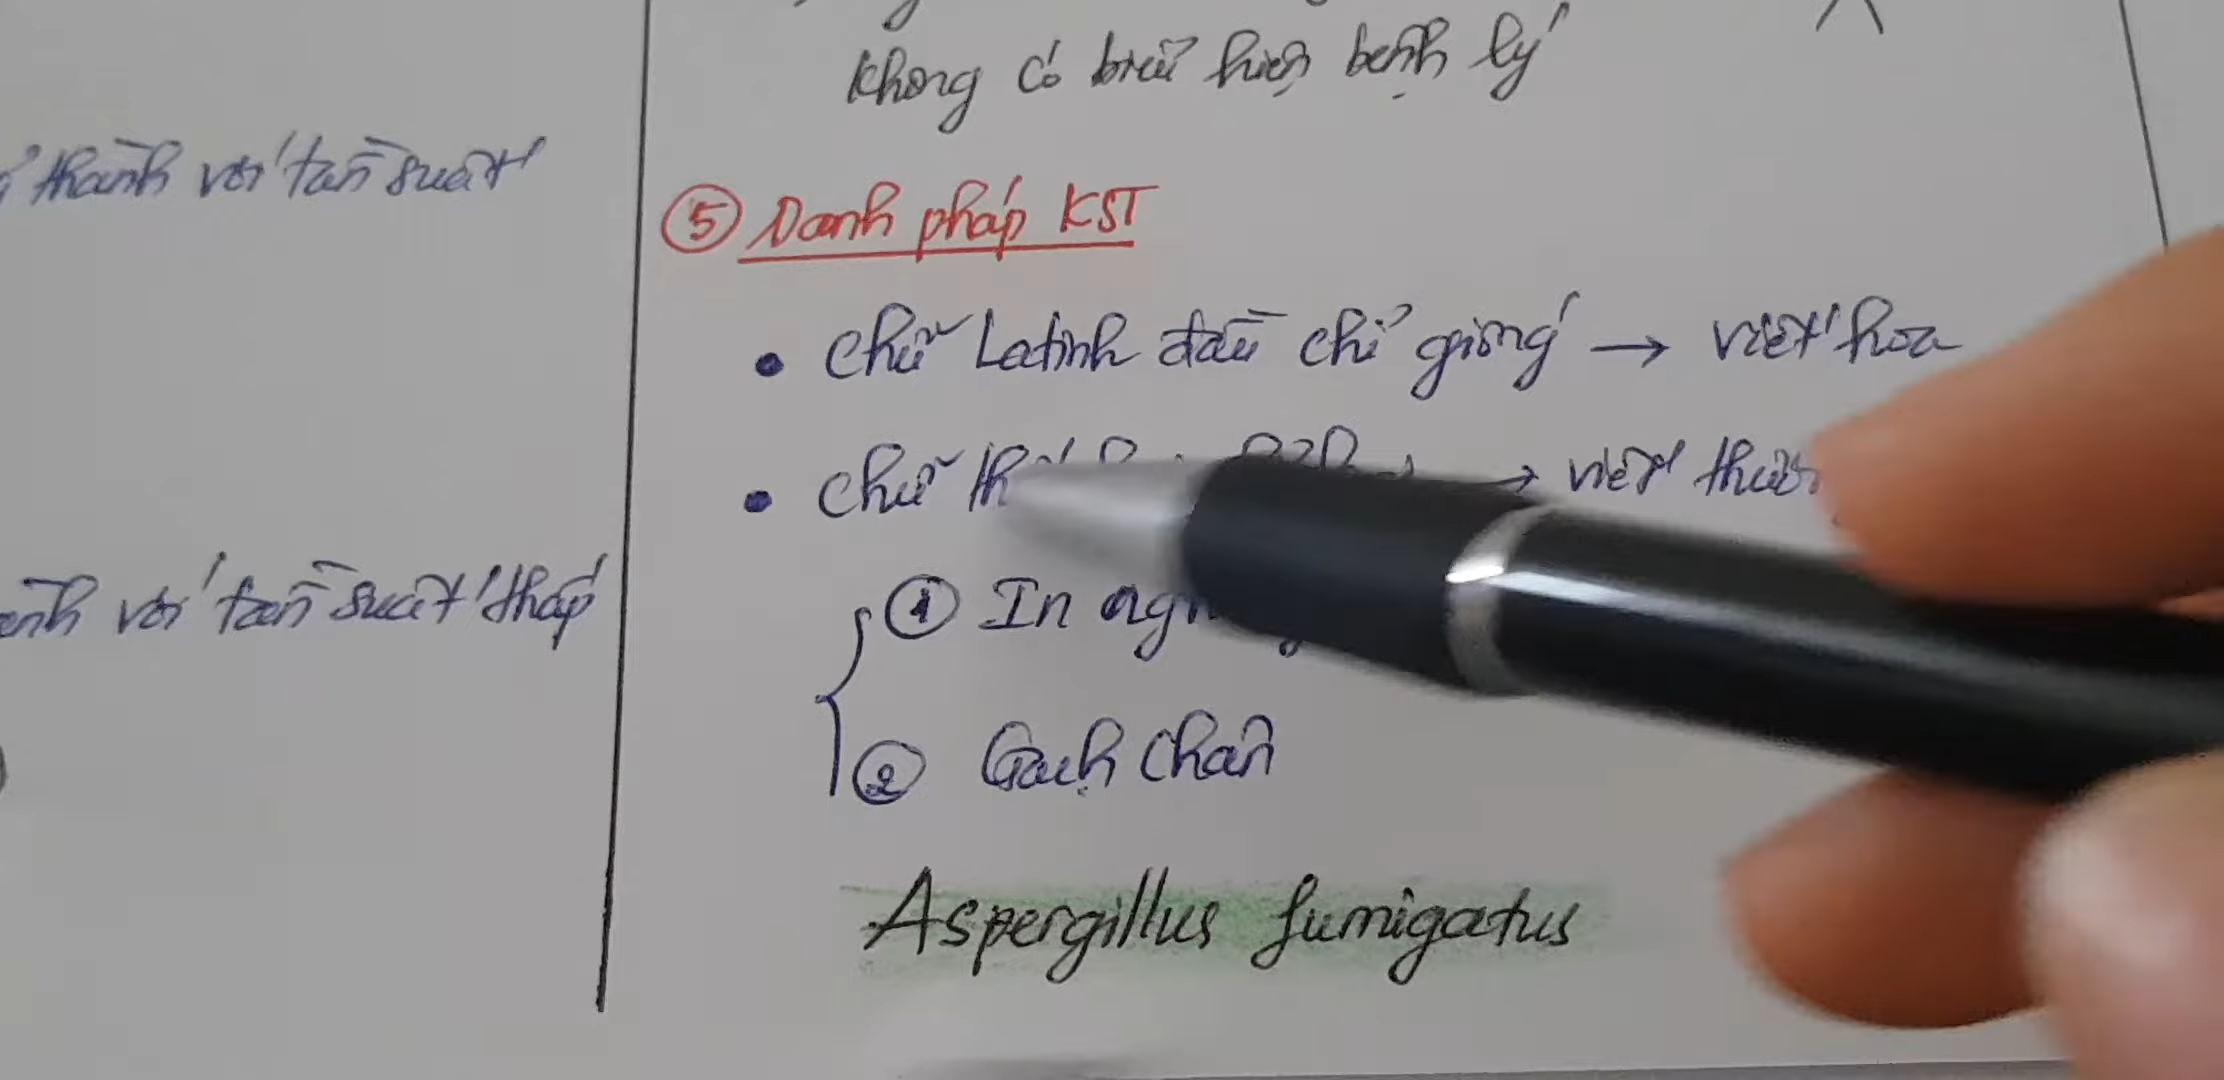 không có biểu hiện bệnh lý
thành với tần suất
⑤ Danh pháp KST
• Chữ Latinh đầu chỉ giống → viết hoa
• Chữ → viết
với tần suất thấp
① In
② Gạch chân
Aspergillus fumigatus